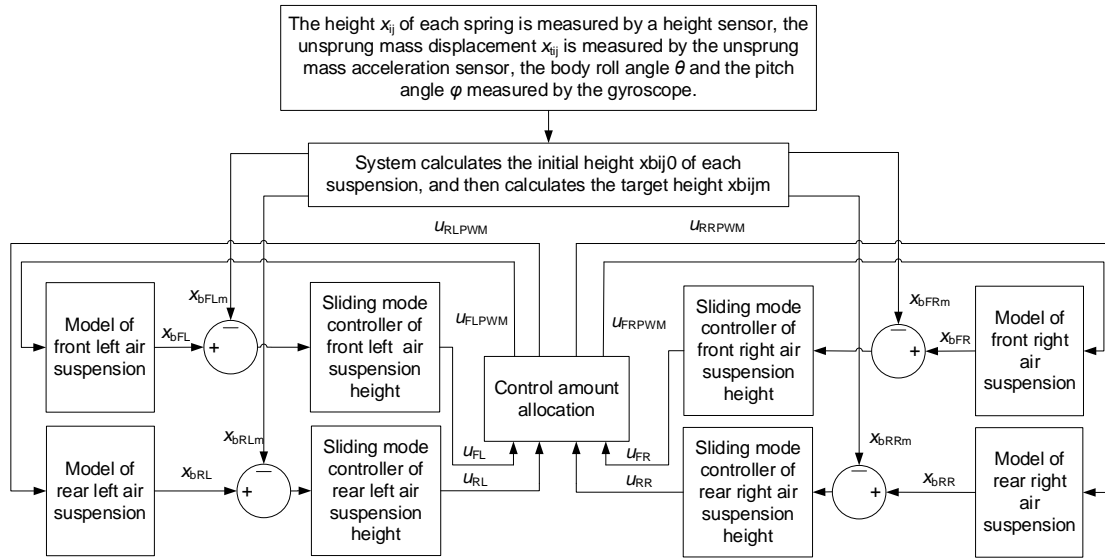 The height xij of each spring is measured by a height sensor, the
unsprung mass displacement xtij is measured by the unsprung
mass acceleration sensor, the body roll angle θ and the pitch
angle φ measured by the gyroscope.
System calculates the initial height xbij0 of each
suspension, and then calculates the target height xbijm
uRLPWM
uRRPWM
xbFLm
xbFRm
Model of
front left air
suspension
xbFL
−
+
Sliding mode
controller of
front left air
suspension
height
uFLPWM
uFRPWM
Sliding mode
controller of
front right air
suspension
height
−
+
xbFR
Model of
front right
air
suspension
Control amount
allocation
xbRLm
xbRRm
Model of
rear left air
suspension
xbRL
−
+
Sliding mode
controller of
rear left air
suspension
height
uFL
uRL
uFR
uRR
Sliding mode
controller of
rear right air
suspension
height
−
+
xbRR
Model of
rear right
air
suspension